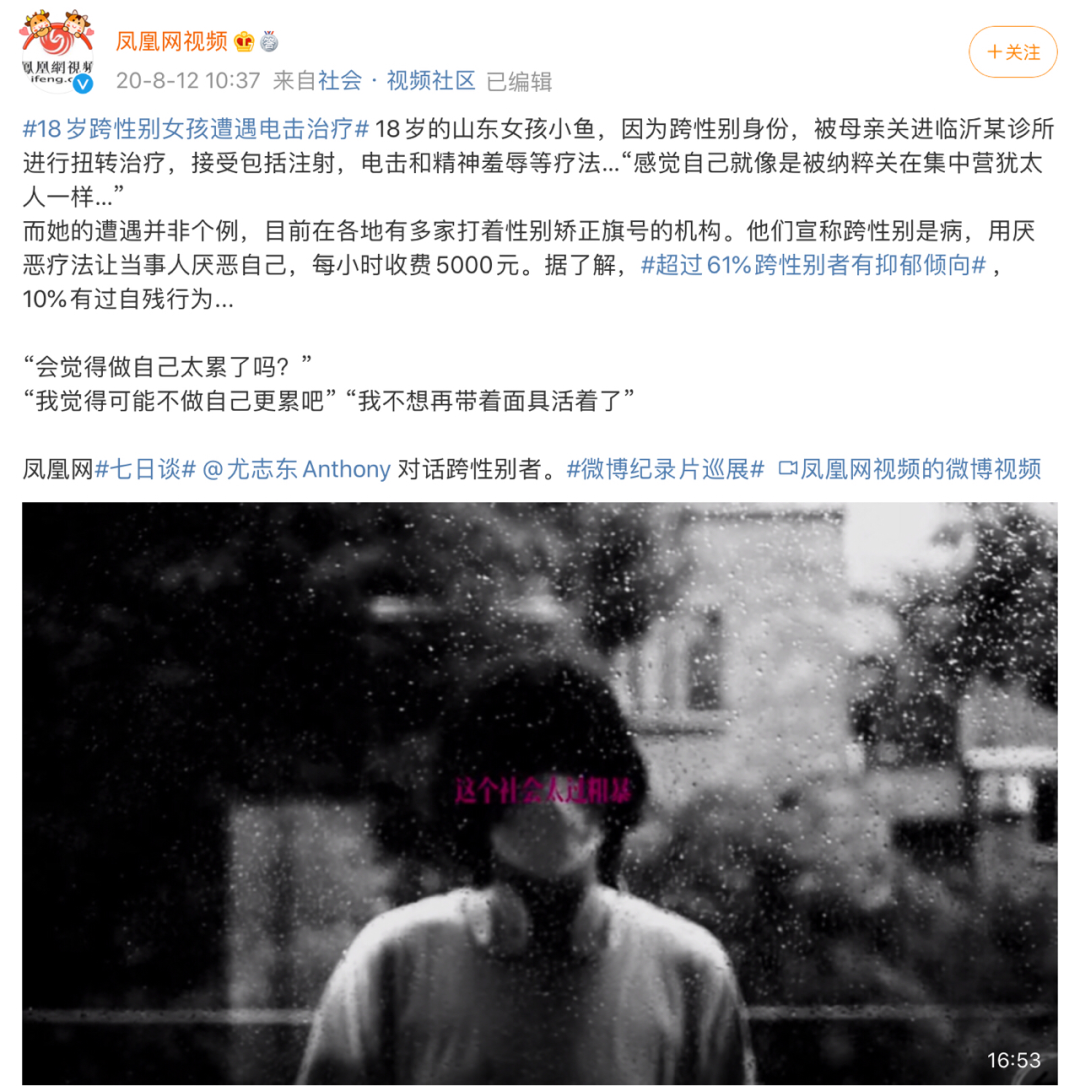 凤凰网视频
鳳凰網視頻
ifeng.c
20-8-12 10:37 来自社会 · 视频社区 已编辑
+关注
#18岁跨性别女孩遭遇电击治疗# 18岁的山东女孩小鱼，因为跨性别身份，被母亲关进临沂某诊所
进行扭转治疗，接受包括注射，电击和精神羞辱等疗法...“感觉自己就像是被纳粹关在集中营犹太
人一样...”
而她的遭遇并非个例，目前在各地有多家打着性别矫正旗号的机构。他们宣称跨性别是病，用厌
恶疗法让当事人厌恶自己，每小时收费5000元。据了解，#超过61%跨性别者有抑郁倾向# ，
10%有过自残行为...
“会觉得做自己太累了吗？”
“我觉得可能不做自己更累吧” “我不想再带着面具活着了”
凤凰网#七日谈# @尤志东Anthony 对话跨性别者。#微博纪录片巡展# 凤凰网视频的微博视频
这个社会太过粗暴
16:53